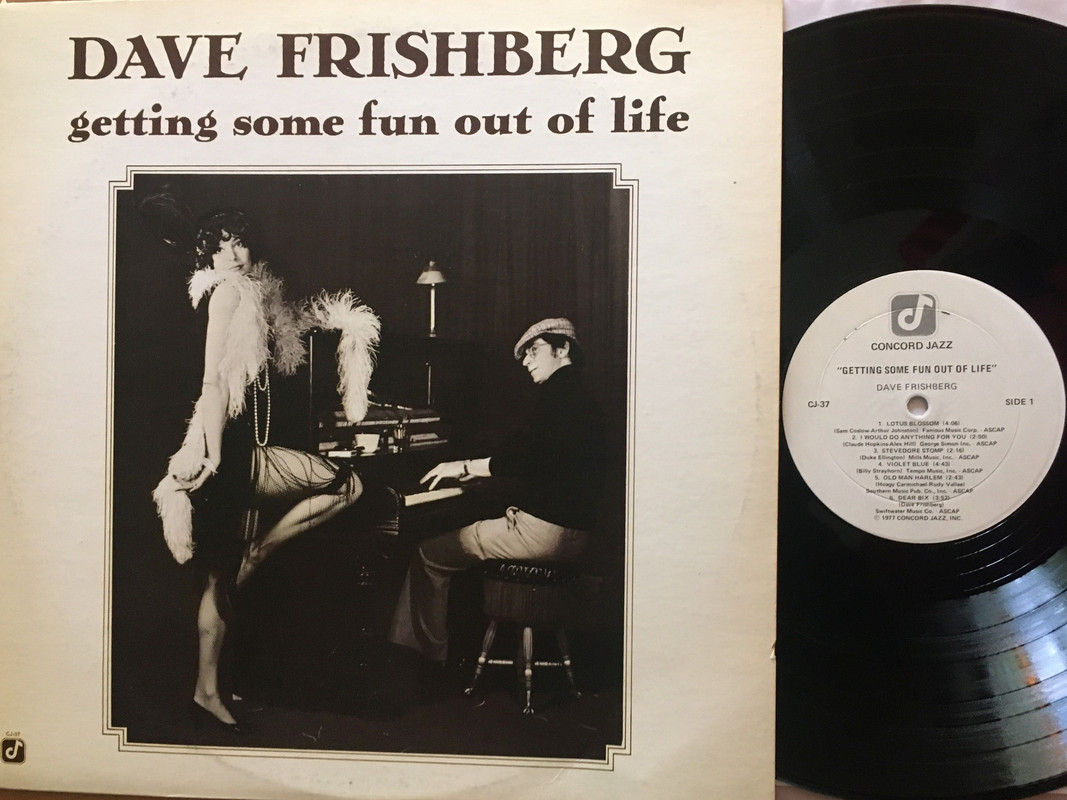 DAVE FRISHBERG
getting some fun out of life
CJ-37
CONCORD JAZZ
"GETTING SOME FUN OUT OF LIFE"
DAVE FRISHBERG
CJ-37
SIDE 1
1. LOTUS BLOSSOM (4:06)
(Sam Coslow-Arthur Johnston) Famous Music Corp. · ASCAP
2. I WOULD DO ANYTHING FOR YOU (2:50)
(Claude Hopkins-Alex Hill) George Simon Inc. · ASCAP
3. STEVEDORE STOMP (2:16)
(Duke Ellington) Mills Music, Inc. · ASCAP
4. VIOLET BLUE (4:43)
(Billy Strayhorn) Tempo Music, Inc. · ASCAP
5. OLD MAN HARLEM (2:43)
(Hoagy Carmichael-Rudy Vallee)
Southern Music Pub. Co., Inc. · ASCAP
6. DEAR BIX (3:52)
(Dave Frishberg)
Swiftwater Music Co. · ASCAP
© 1977 CONCORD JAZZ, INC.